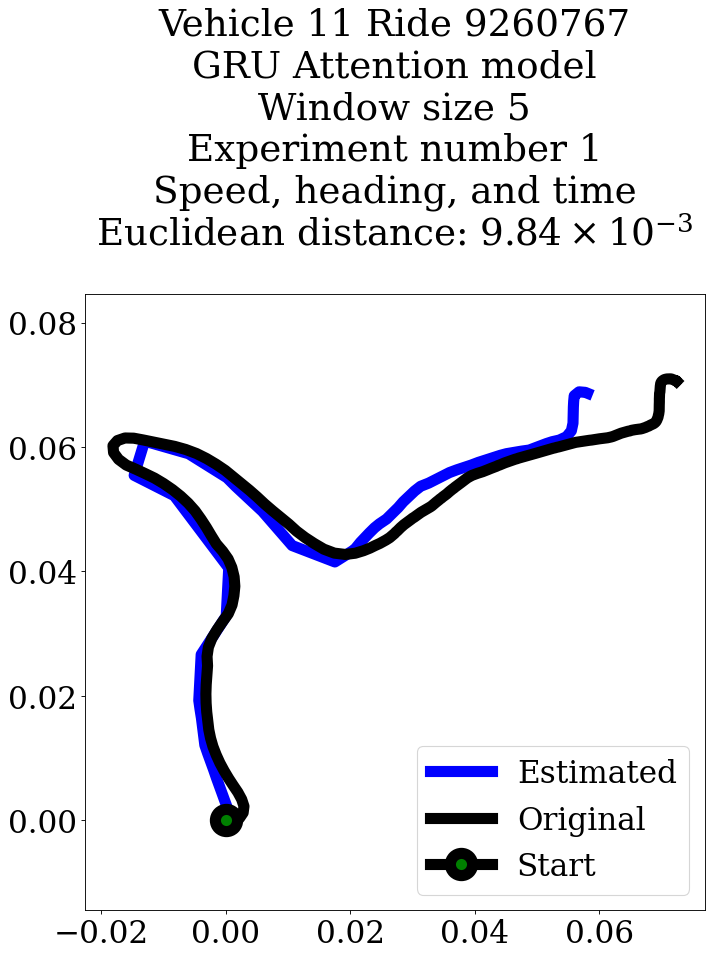 Vehicle 11 Ride 9260767
GRU Attention model
Window size 5
Experiment number 1
Speed, heading, and time
Euclidean distance: 9.84 × 10⁻³
0.08
0.06
0.04
0.02
0.00
−0.02 0.00 0.02 0.04 0.06
Estimated
Original
Start